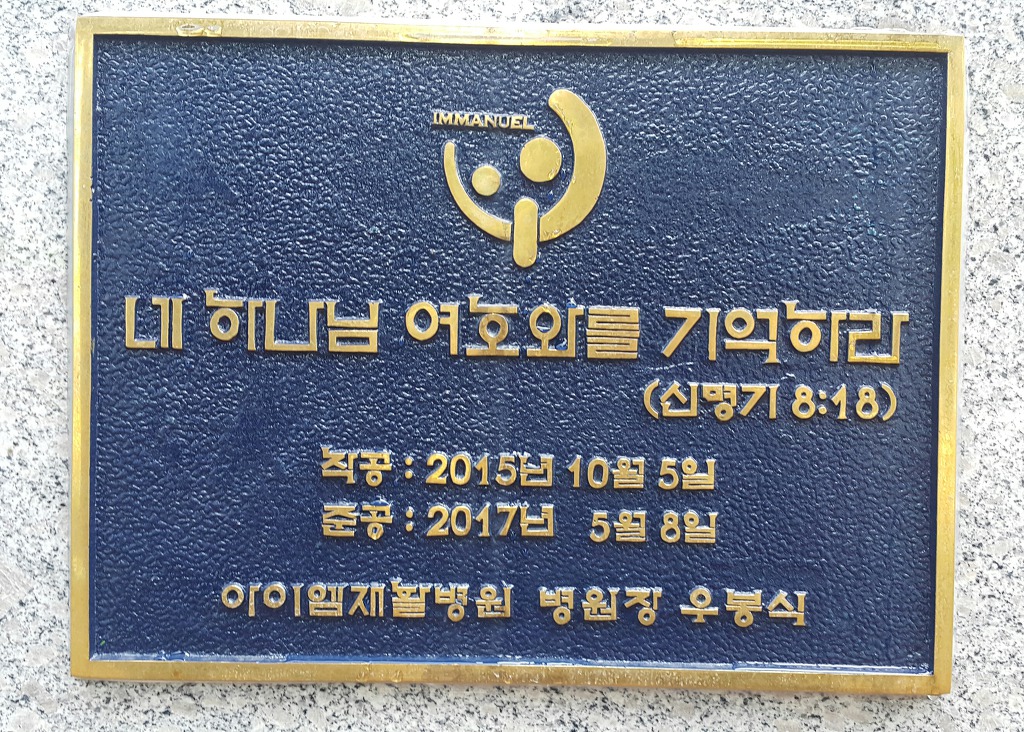 IMMANUEL
네 하나님 여호와를 기억하라
(신명기 8:18)
착공 : 2015년 10월 5일
준공 : 2017년 5월 8일
아이엠재활병원 병원장 우봉식